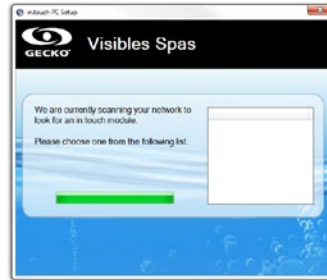 in.touch PC Setup
GECKO
Visibles Spas
We are currently scanning your network to
look for an in.touch module.
Please choose one from the following list.